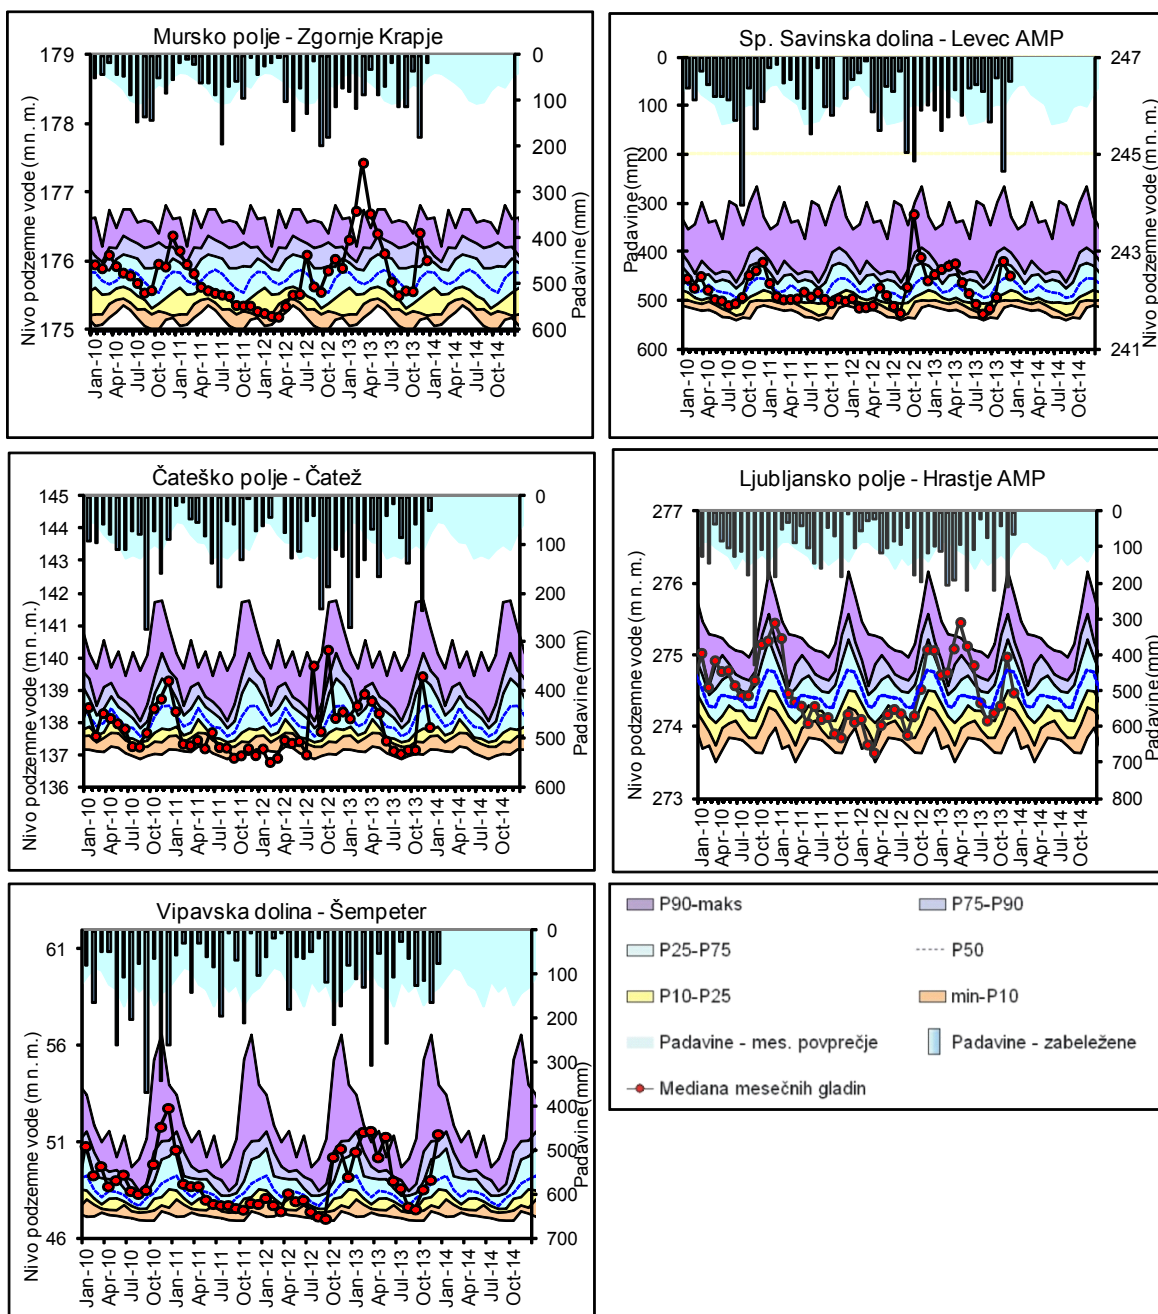 Mursko polje - Zgornje Krapje
179
178
177
176
175
Nivo podzemne vode (m n. m.)
0
100
200
300
400
500
600
Padavine (mm)
Jan-10
Apr-10
Jul-10
Oct-10
Jan-11
Apr-11
Jul-11
Oct-11
Jan-12
Apr-12
Jul-12
Oct-12
Jan-13
Apr-13
Jul-13
Oct-13
Jan-14
Apr-14
Jul-14
Oct-14
Sp. Savinska dolina - Levec AMP
0
100
200
300
400
500
600
Padavine (mm)
247
245
243
241
Nivo podzemne vode (m n. m.)
Jan-10
Apr-10
Jul-10
Oct-10
Jan-11
Apr-11
Jul-11
Oct-11
Jan-12
Apr-12
Jul-12
Oct-12
Jan-13
Apr-13
Jul-13
Oct-13
Jan-14
Apr-14
Jul-14
Oct-14
Čateško polje - Čatež
145
144
143
142
141
140
139
138
137
136
Nivo podzemne vode (m n. m.)
0
100
200
300
400
500
600
Padavine (mm)
Jan-10
Apr-10
Jul-10
Oct-10
Jan-11
Apr-11
Jul-11
Oct-11
Jan-12
Apr-12
Jul-12
Oct-12
Jan-13
Apr-13
Jul-13
Oct-13
Jan-14
Apr-14
Jul-14
Oct-14
Ljubljansko polje - Hrastje AMP
277
276
275
274
273
Nivo podzemne vode (m n. m.)
0
100
200
300
400
500
600
700
800
Padavine (mm)
Jan-10
Apr-10
Jul-10
Oct-10
Jan-11
Apr-11
Jul-11
Oct-11
Jan-12
Apr-12
Jul-12
Oct-12
Jan-13
Apr-13
Jul-13
Oct-13
Jan-14
Apr-14
Jul-14
Oct-14
Vipavska dolina - Šempeter
61
56
51
46
Nivo podzemne vode (m n. m.)
0
100
200
300
400
500
600
700
Padavine (mm)
Jan-10
Apr-10
Jul-10
Oct-10
Jan-11
Apr-11
Jul-11
Oct-11
Jan-12
Apr-12
Jul-12
Oct-12
Jan-13
Apr-13
Jul-13
Oct-13
Jan-14
Apr-14
Jul-14
Oct-14
P90-maks
P75-P90
P25-P75
P50
P10-P25
min-P10
Padavine - mes. povprečje
Padavine - zabeležene
Mediana mesečnih gladin